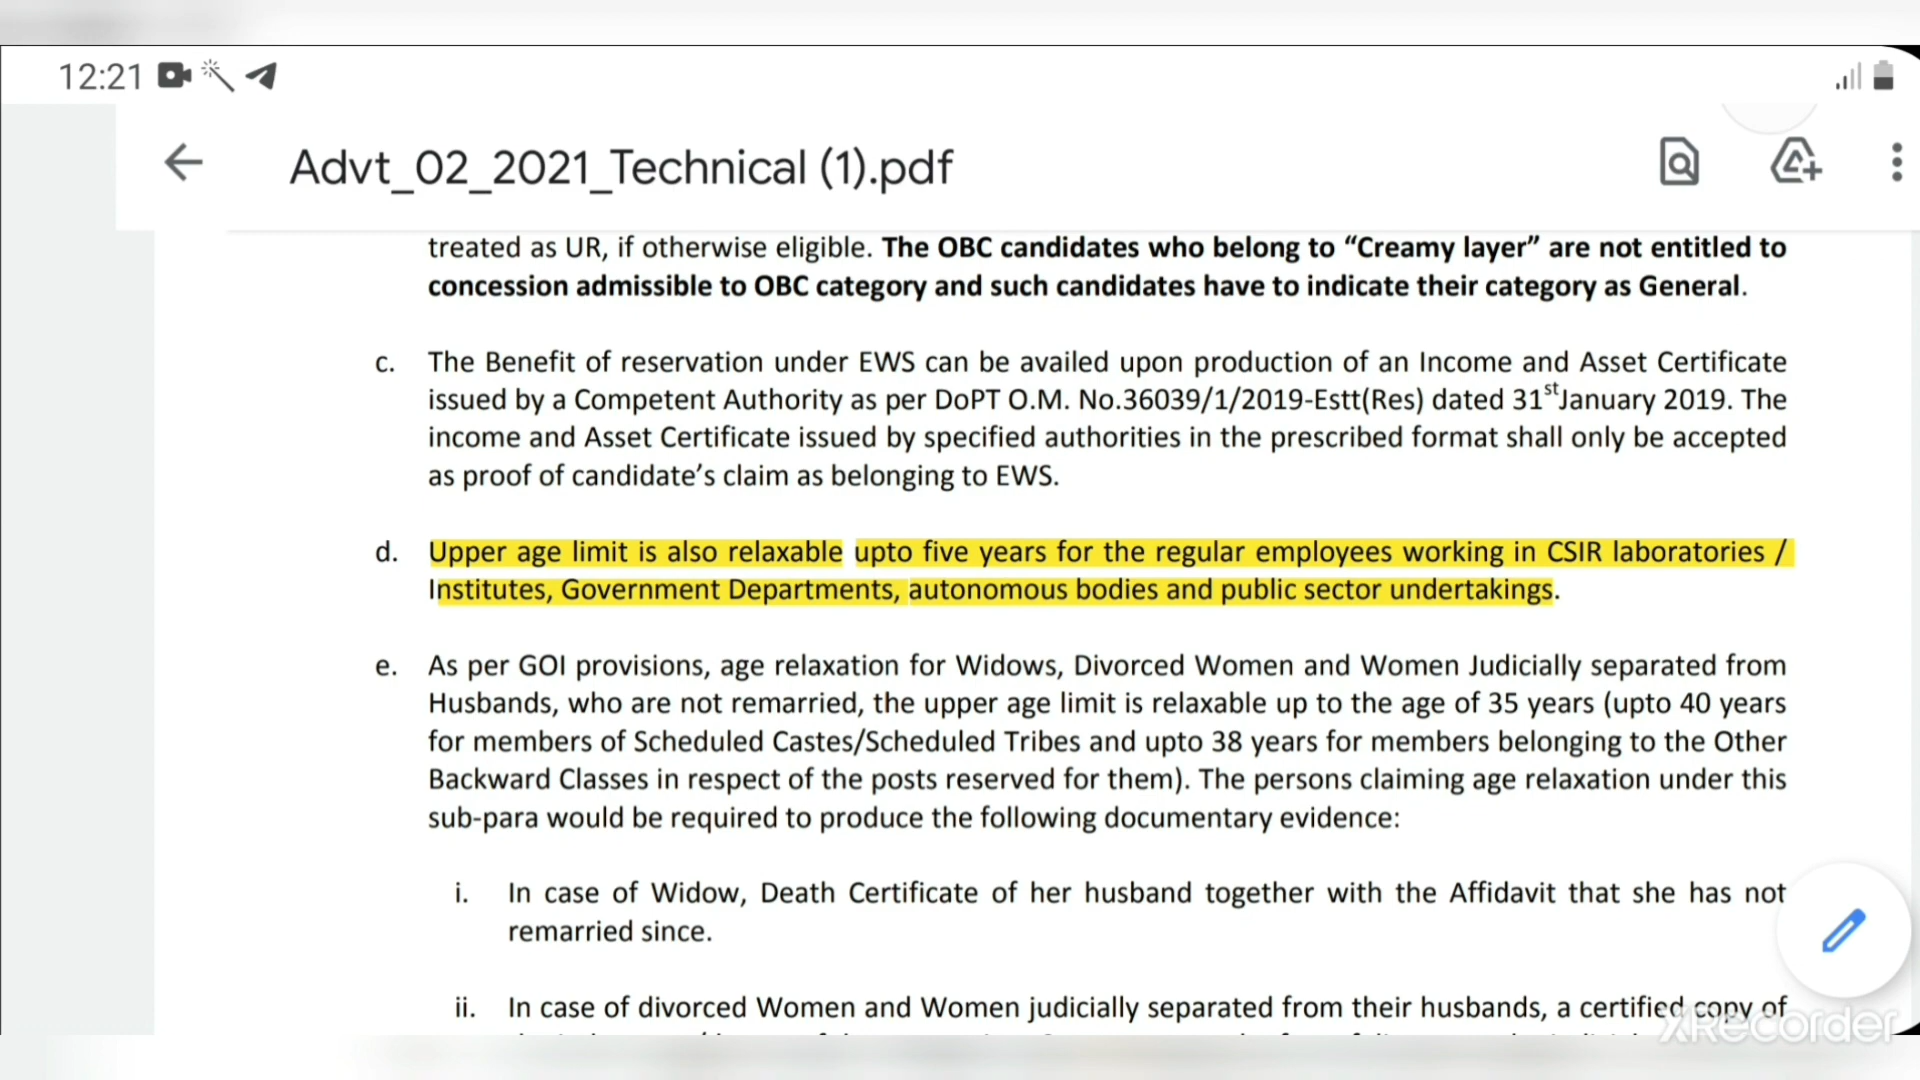 12:21
Advt_02_2021_Technical (1).pdf
treated as UR, if otherwise eligible. The OBC candidates who belong to “Creamy layer” are not entitled to
concession admissible to OBC category and such candidates have to indicate their category as General.
c. The Benefit of reservation under EWS can be availed upon production of an Income and Asset Certificate
issued by a Competent Authority as per DoPT O.M. No.36039/1/2019-Estt(Res) dated 31st January 2019. The
income and Asset Certificate issued by specified authorities in the prescribed format shall only be accepted
as proof of candidate’s claim as belonging to EWS.
d. Upper age limit is also relaxable upto five years for the regular employees working in CSIR laboratories /
Institutes, Government Departments, autonomous bodies and public sector undertakings.
e. As per GOI provisions, age relaxation for Widows, Divorced Women and Women Judicially separated from
Husbands, who are not remarried, the upper age limit is relaxable up to the age of 35 years (upto 40 years
for members of Scheduled Castes/Scheduled Tribes and upto 38 years for members belonging to the Other
Backward Classes in respect of the posts reserved for them). The persons claiming age relaxation under this
sub-para would be required to produce the following documentary evidence:
i. In case of Widow, Death Certificate of her husband together with the Affidavit that she has not
remarried since.
ii. In case of divorced Women and Women judicially separated from their husbands, a certified copy of
XRecorder